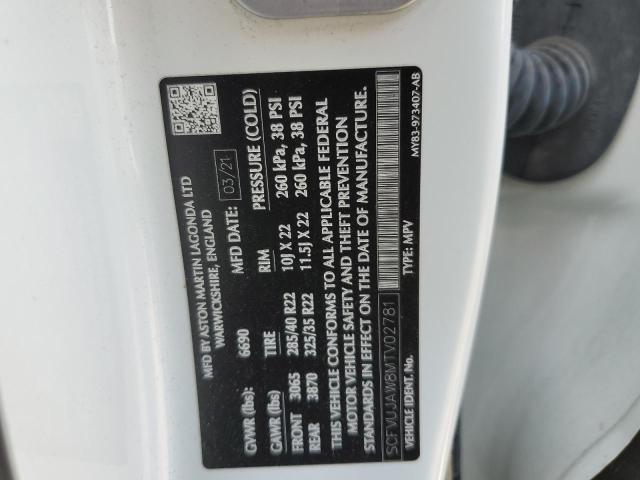 MFD BY ASTON MARTIN LAGONDA LTD
WARWICKSHIRE, ENGLAND
GVWR (lbs): 6690 MFD DATE 03/21
GAWR (lbs) TIRE RIM PRESSURE (COLD)
FRONT 3065 285/40 R22 10J X 22 260 kPa, 38 PSI
REAR 3870 325/35 R22 11.5J X 22 260 kPa, 38 PSI
THIS VEHICLE CONFORMS TO ALL APPLICABLE FEDERAL
MOTOR VEHICLE SAFETY AND THEFT PREVENTION
STANDARDS IN EFFECT ON THE DATE OF MANUFACTURE.
SCFVUJAW8MTV02781
VEHICLE IDENT. No. TYPE: MPV
MY83-973407-AB